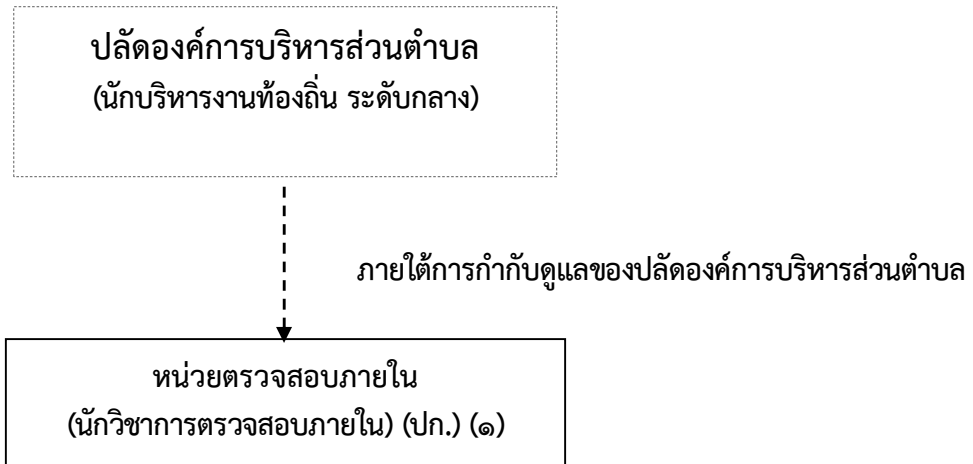 ปลัดองค์การบริหารส่วนตำบล
(นักบริหารงานท้องถิ่น ระดับกลาง)
ภายใต้การกำกับดูแลของปลัดองค์การบริหารส่วนตำบล
หน่วยตรวจสอบภายใน
(นักวิชาการตรวจสอบภายใน) (ปก.) (๑)